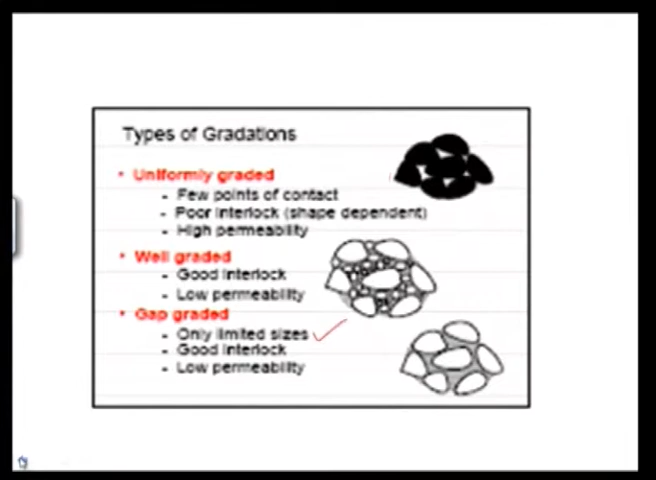 Types of Gradations
• Uniformly graded
- Few points of contact
- Poor Interlock (shape dependent)
- High permeability
• Well graded
- Good Interlock
- Low permeability
• Gap graded
- Only limited sizes
- Good Interlock
- Low permeability